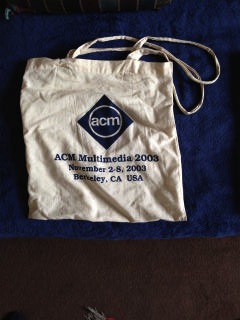 acm
ACM Multimedia 2003
November 2-8, 2003
Berkeley, CA USA